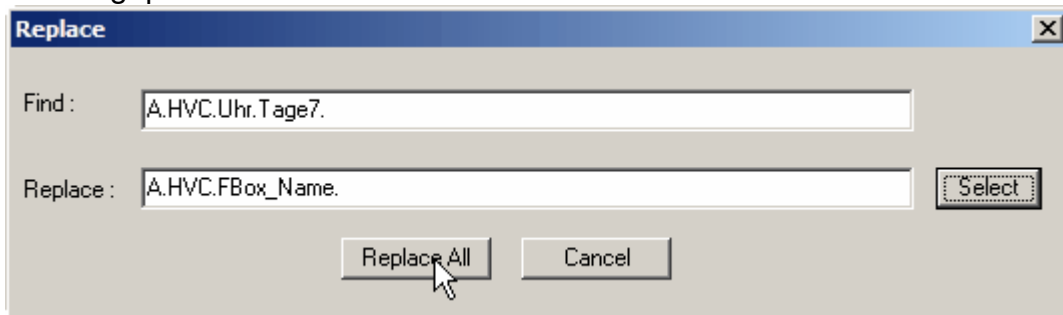 Replace
Find :
A.HVC.Uhr.Tage7.
Replace :
A.HVC.FBox_Name.
Select
Replace All
Cancel